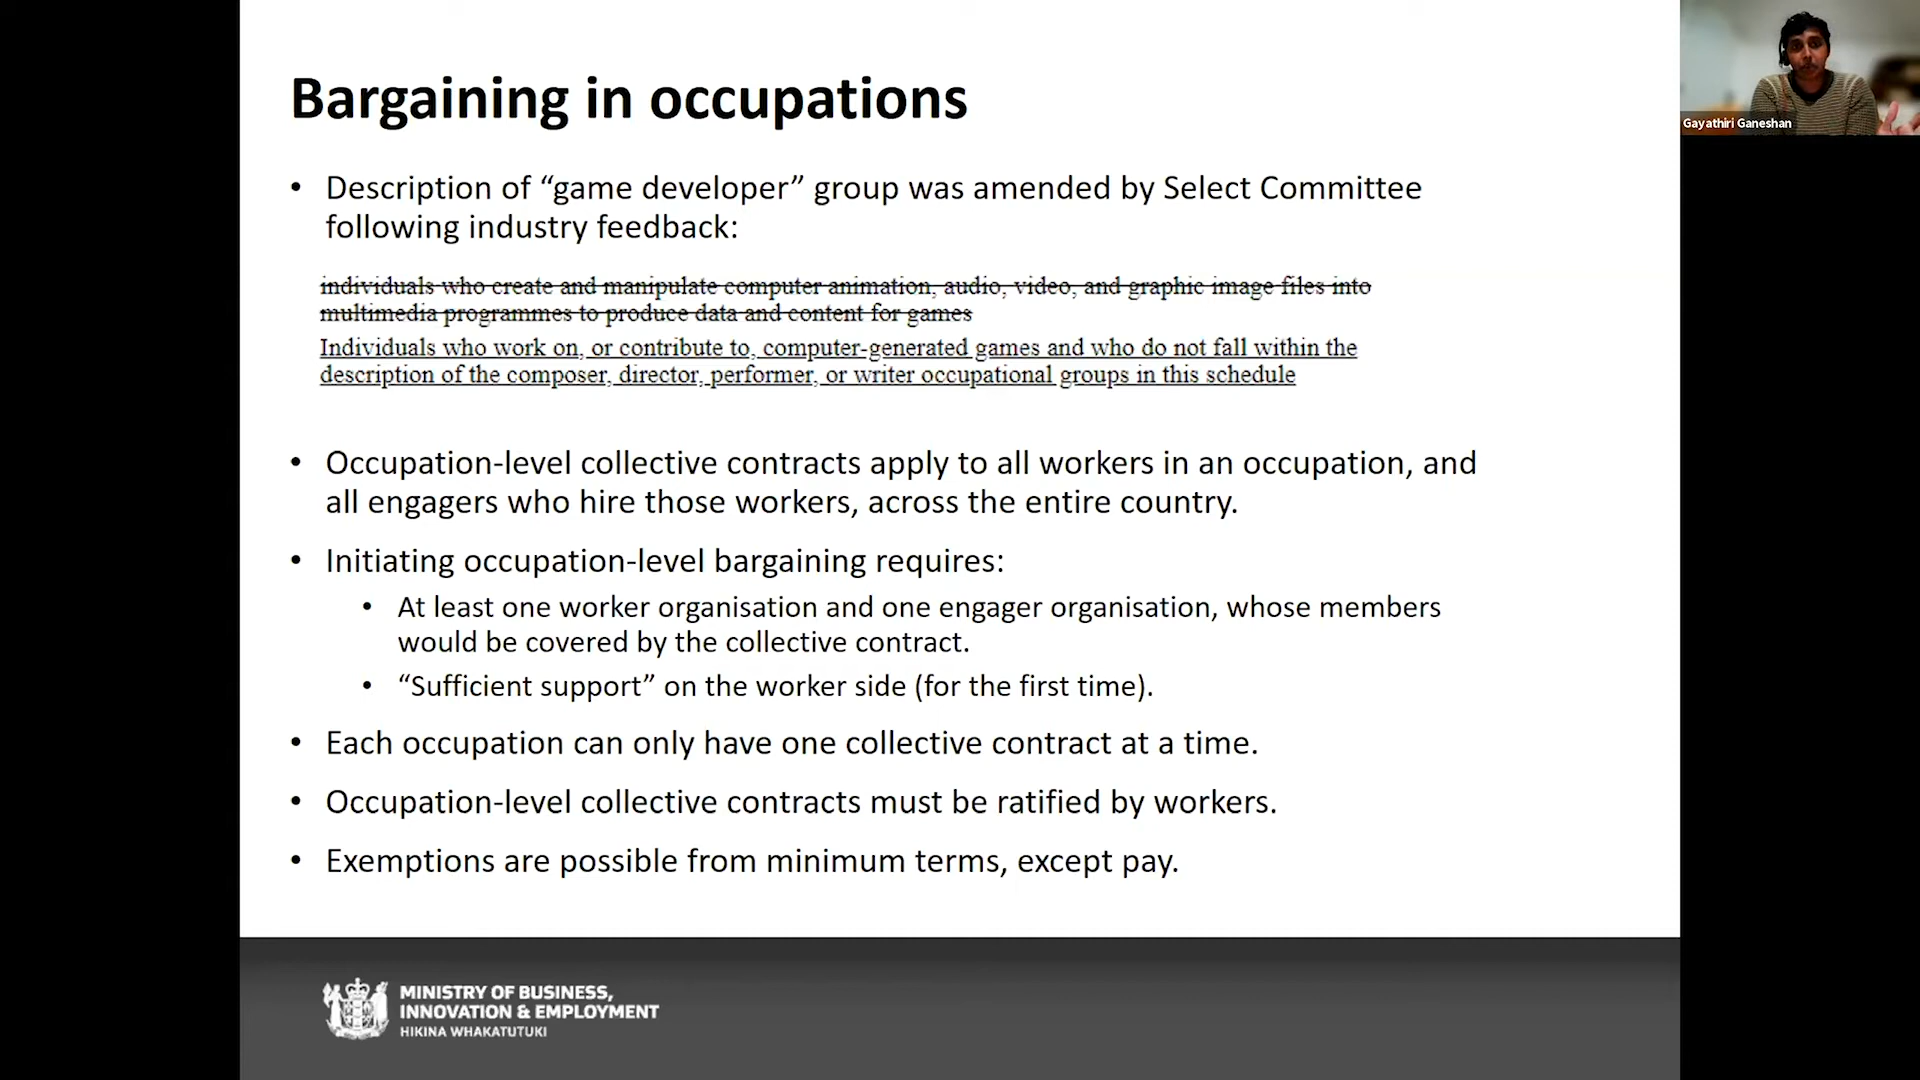 Bargaining in occupations
Gayathiri Ganeshan
• Description of “game developer” group was amended by Select Committee
following industry feedback:
individuals who create and manipulate computer animation, audio, video, and graphic image files into
multimedia programmes to produce data and content for games
Individuals who work on, or contribute to, computer-generated games and who do not fall within the
description of the composer, director, performer, or writer occupational groups in this schedule
• Occupation-level collective contracts apply to all workers in an occupation, and
all engagers who hire those workers, across the entire country.
• Initiating occupation-level bargaining requires:
• At least one worker organisation and one engager organisation, whose members
would be covered by the collective contract.
• “Sufficient support” on the worker side (for the first time).
• Each occupation can only have one collective contract at a time.
• Occupation-level collective contracts must be ratified by workers.
• Exemptions are possible from minimum terms, except pay.
MINISTRY OF BUSINESS,
INNOVATION & EMPLOYMENT
HIKINA WHAKATUTUKI